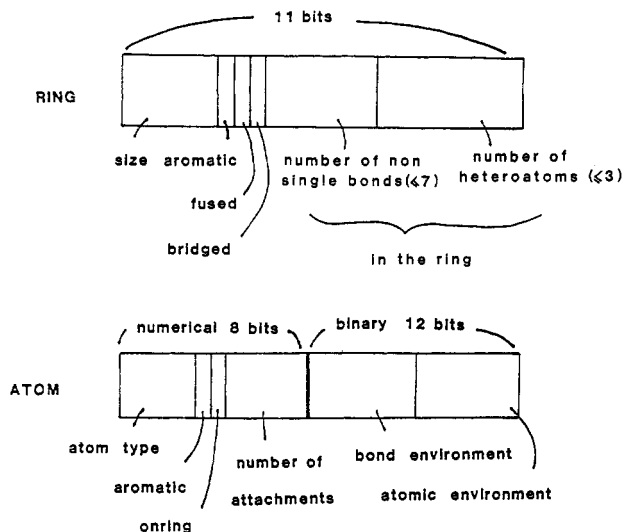 11 bits
RING
size aromatic
fused
bridged
number of non
single bonds(⩽7)
number of
heteroatoms (⩽3)
in the ring
numerical 8 bits
binary 12 bits
ATOM
atom type
aromatic
onring
number of
attachments
bond environment
atomic environment